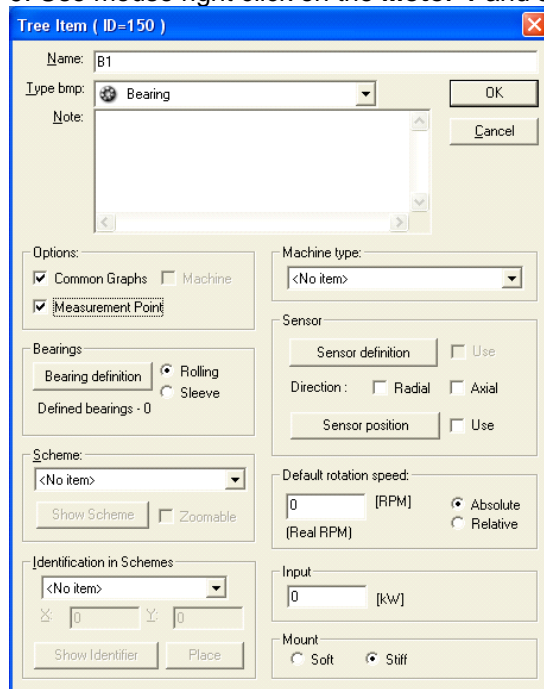 Tree Item ( ID=150 )
Name: B1
Type bmp: Bearing
OK
Note:
Cancel
Options:
Common Graphs Machine
Measurement Point
Machine type:
<No item>
Bearings
Bearing definition Rolling
Sleeve
Defined bearings - 0
Sensor
Sensor definition Use
Direction : Radial Axial
Sensor position Use
Scheme:
<No item>
Show Scheme Zoomable
Default rotation speed:
0 [RPM] Absolute
(Real RPM) Relative
Identification in Schemes
<No item>
X: 0 Y: 0
Show Identifier Place
Input
0 [kW]
Mount
Soft Stiff